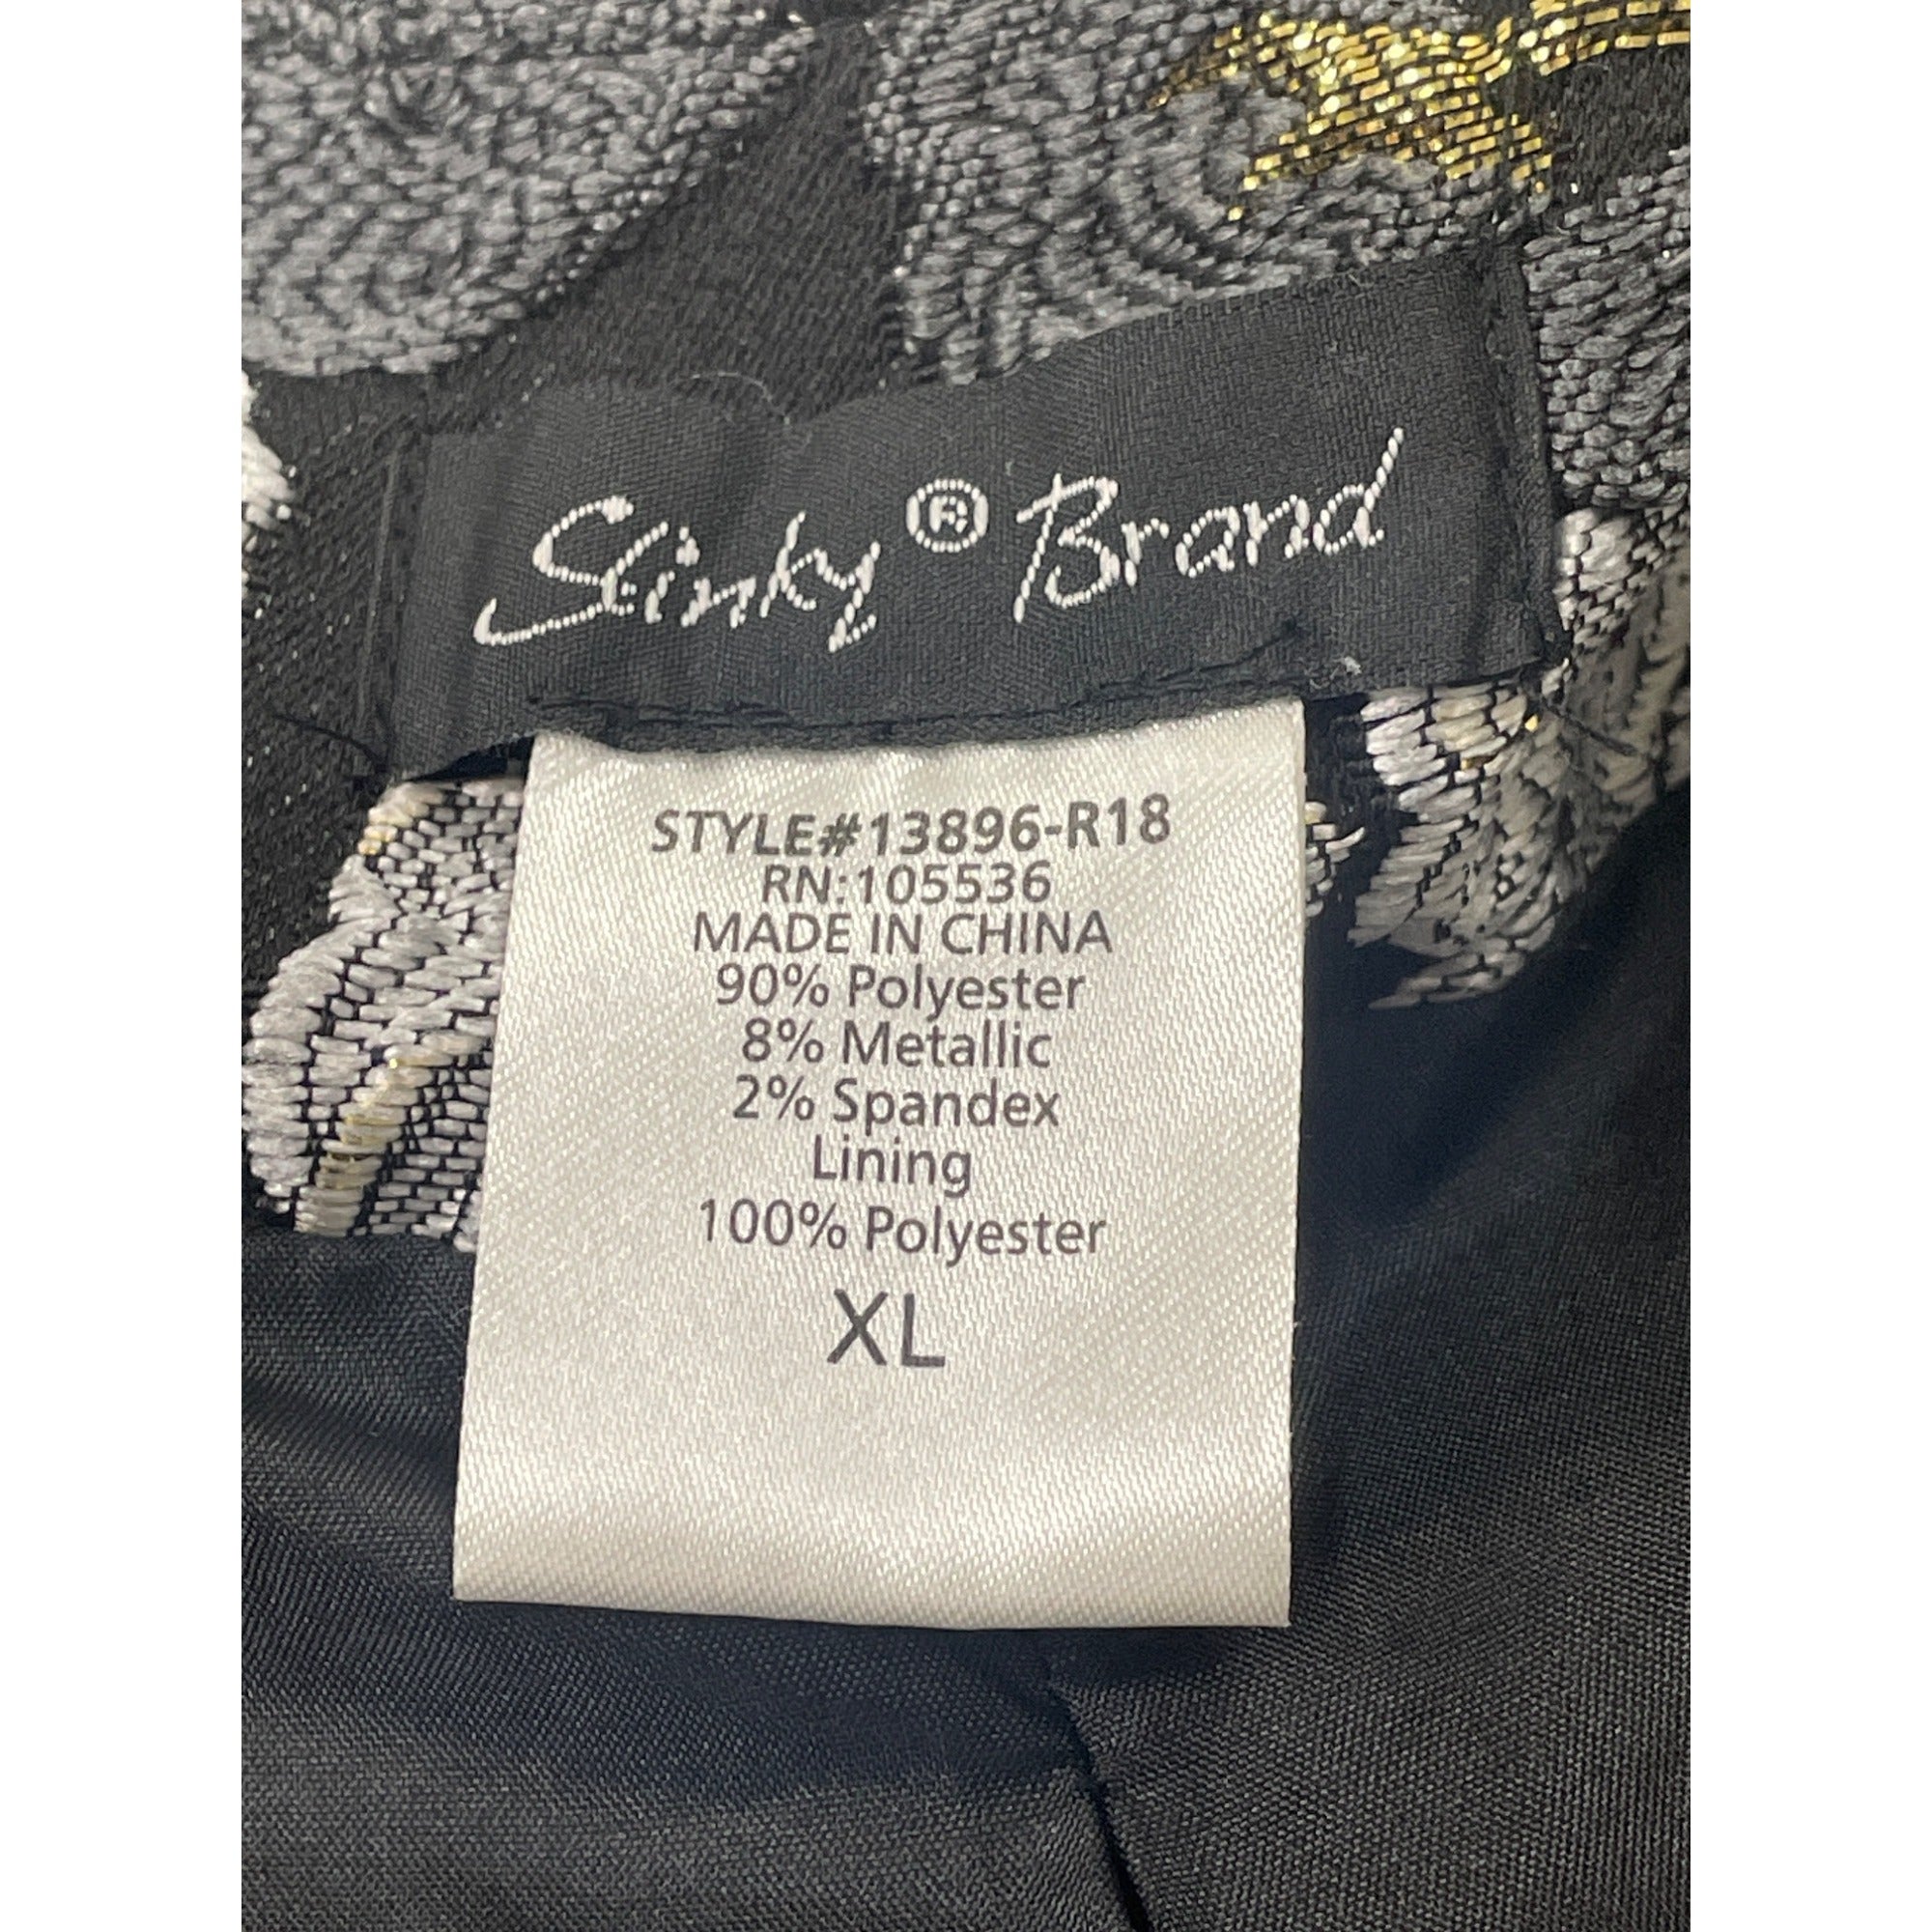 Slinky® Brand
STYLE#13896-R18
RN:105536
MADE IN CHINA
90% Polyester
8% Metallic
2% Spandex
Lining
100% Polyester
XL